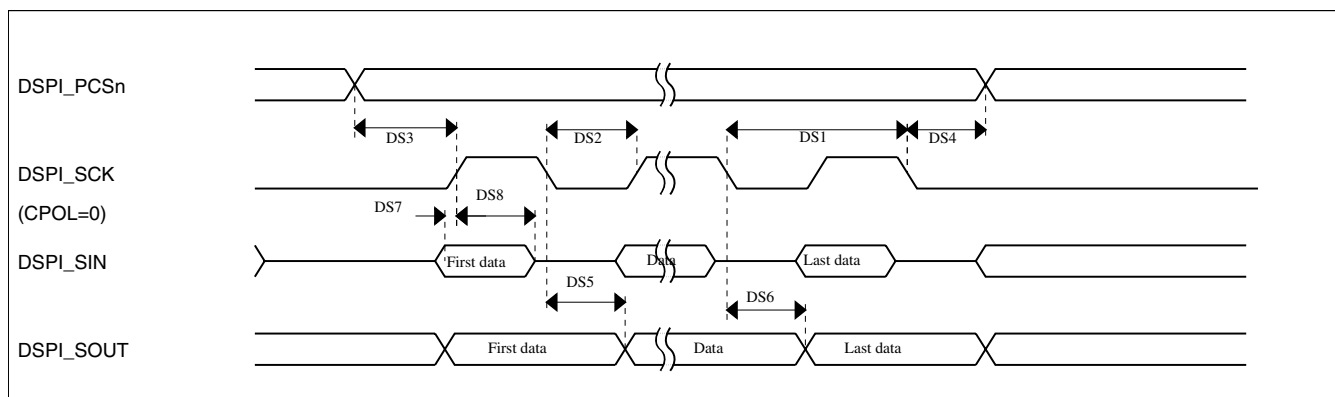 DSPI_PCSn
DS3
DS2
DS1
DS4
DSPI_SCK
(CPOL=0)
DS7
DS8
DSPI_SIN
First data
Data
Last data
DS5
DS6
DSPI_SOUT
First data
Data
Last data